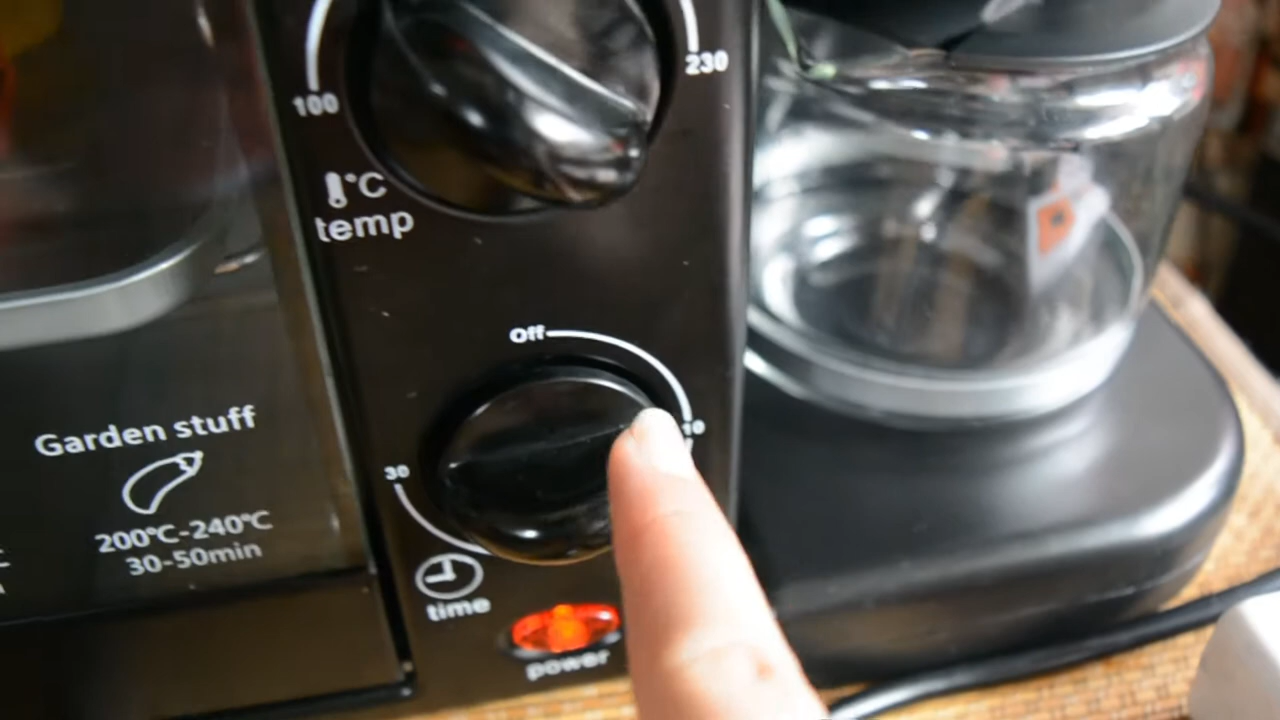 100
230
°C
temp
Off
10
30
time
power
Garden stuff
200°C-240°C
30-50min